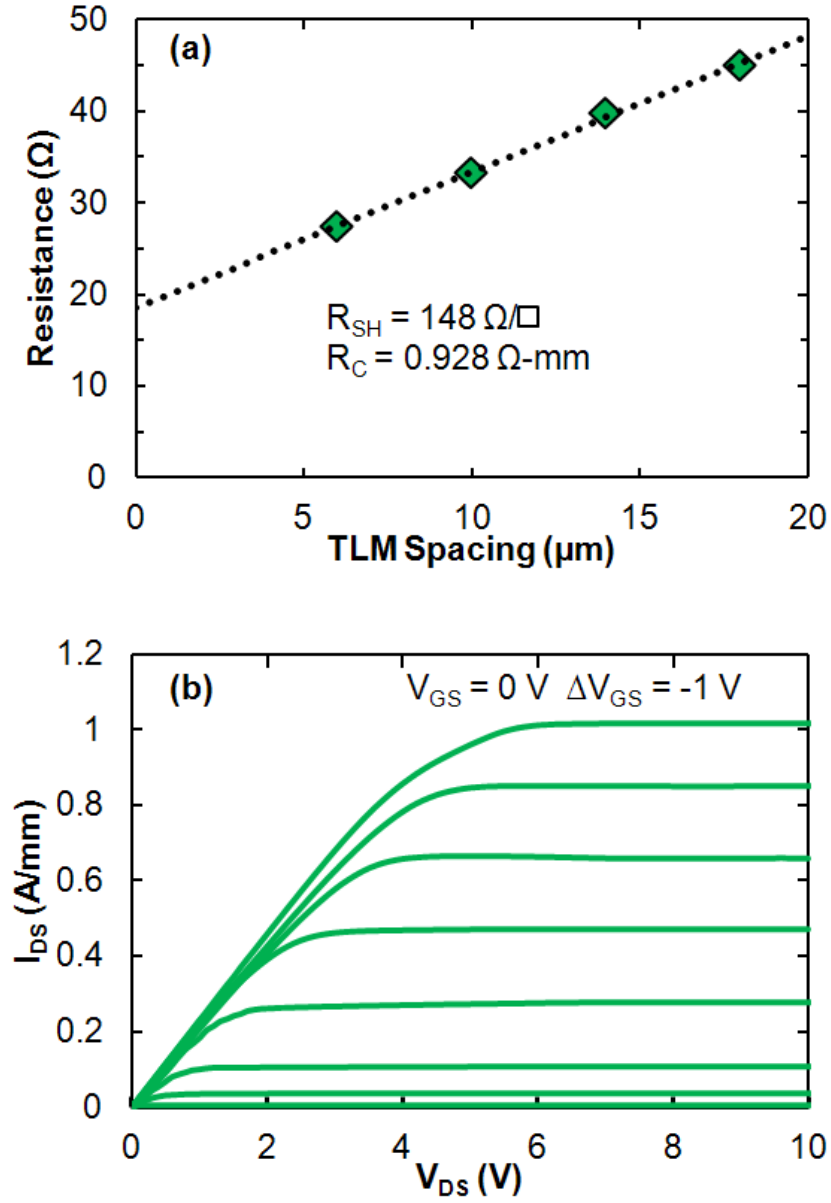 (a)
50
40
30
20
10
0
Resistance (Ω)
R_SH = 148 Ω/□
R_C = 0.928 Ω-mm
0 5 10 15 20
TLM Spacing (µm)
(b) V_GS = 0 V ΔV_GS = -1 V
1.2
1
0.8
0.6
0.4
0.2
0
I_DS (A/mm)
0 2 4 6 8 10
V_DS (V)